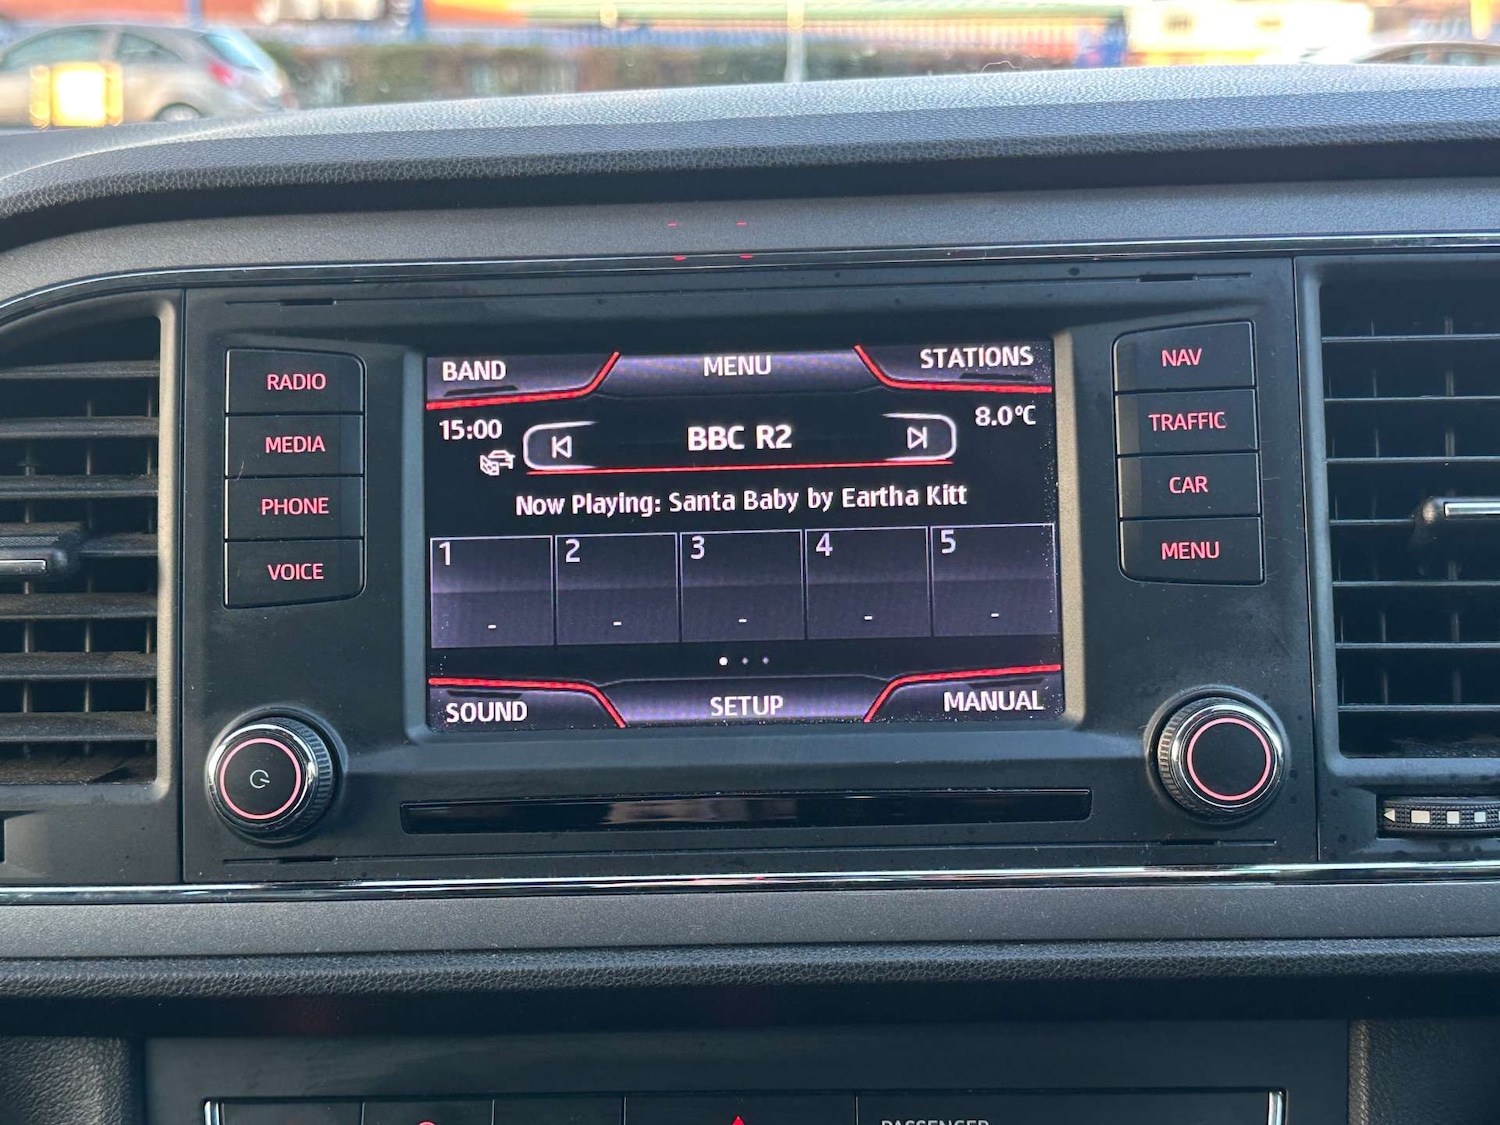 BAND MENU STATIONS
15:00 BBC R2 8.0°C
Now Playing: Santa Baby by Eartha Kitt
1 2 3 4 5
- - - - -
SOUND SETUP MANUAL
RADIO
MEDIA
PHONE
VOICE
NAV
TRAFFIC
CAR
MENU
PASSENGER